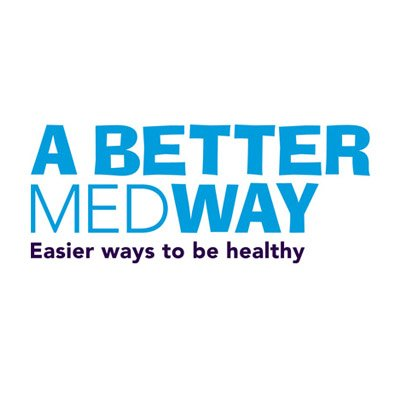 A BETTER
MEDWAY
Easier ways to be healthy